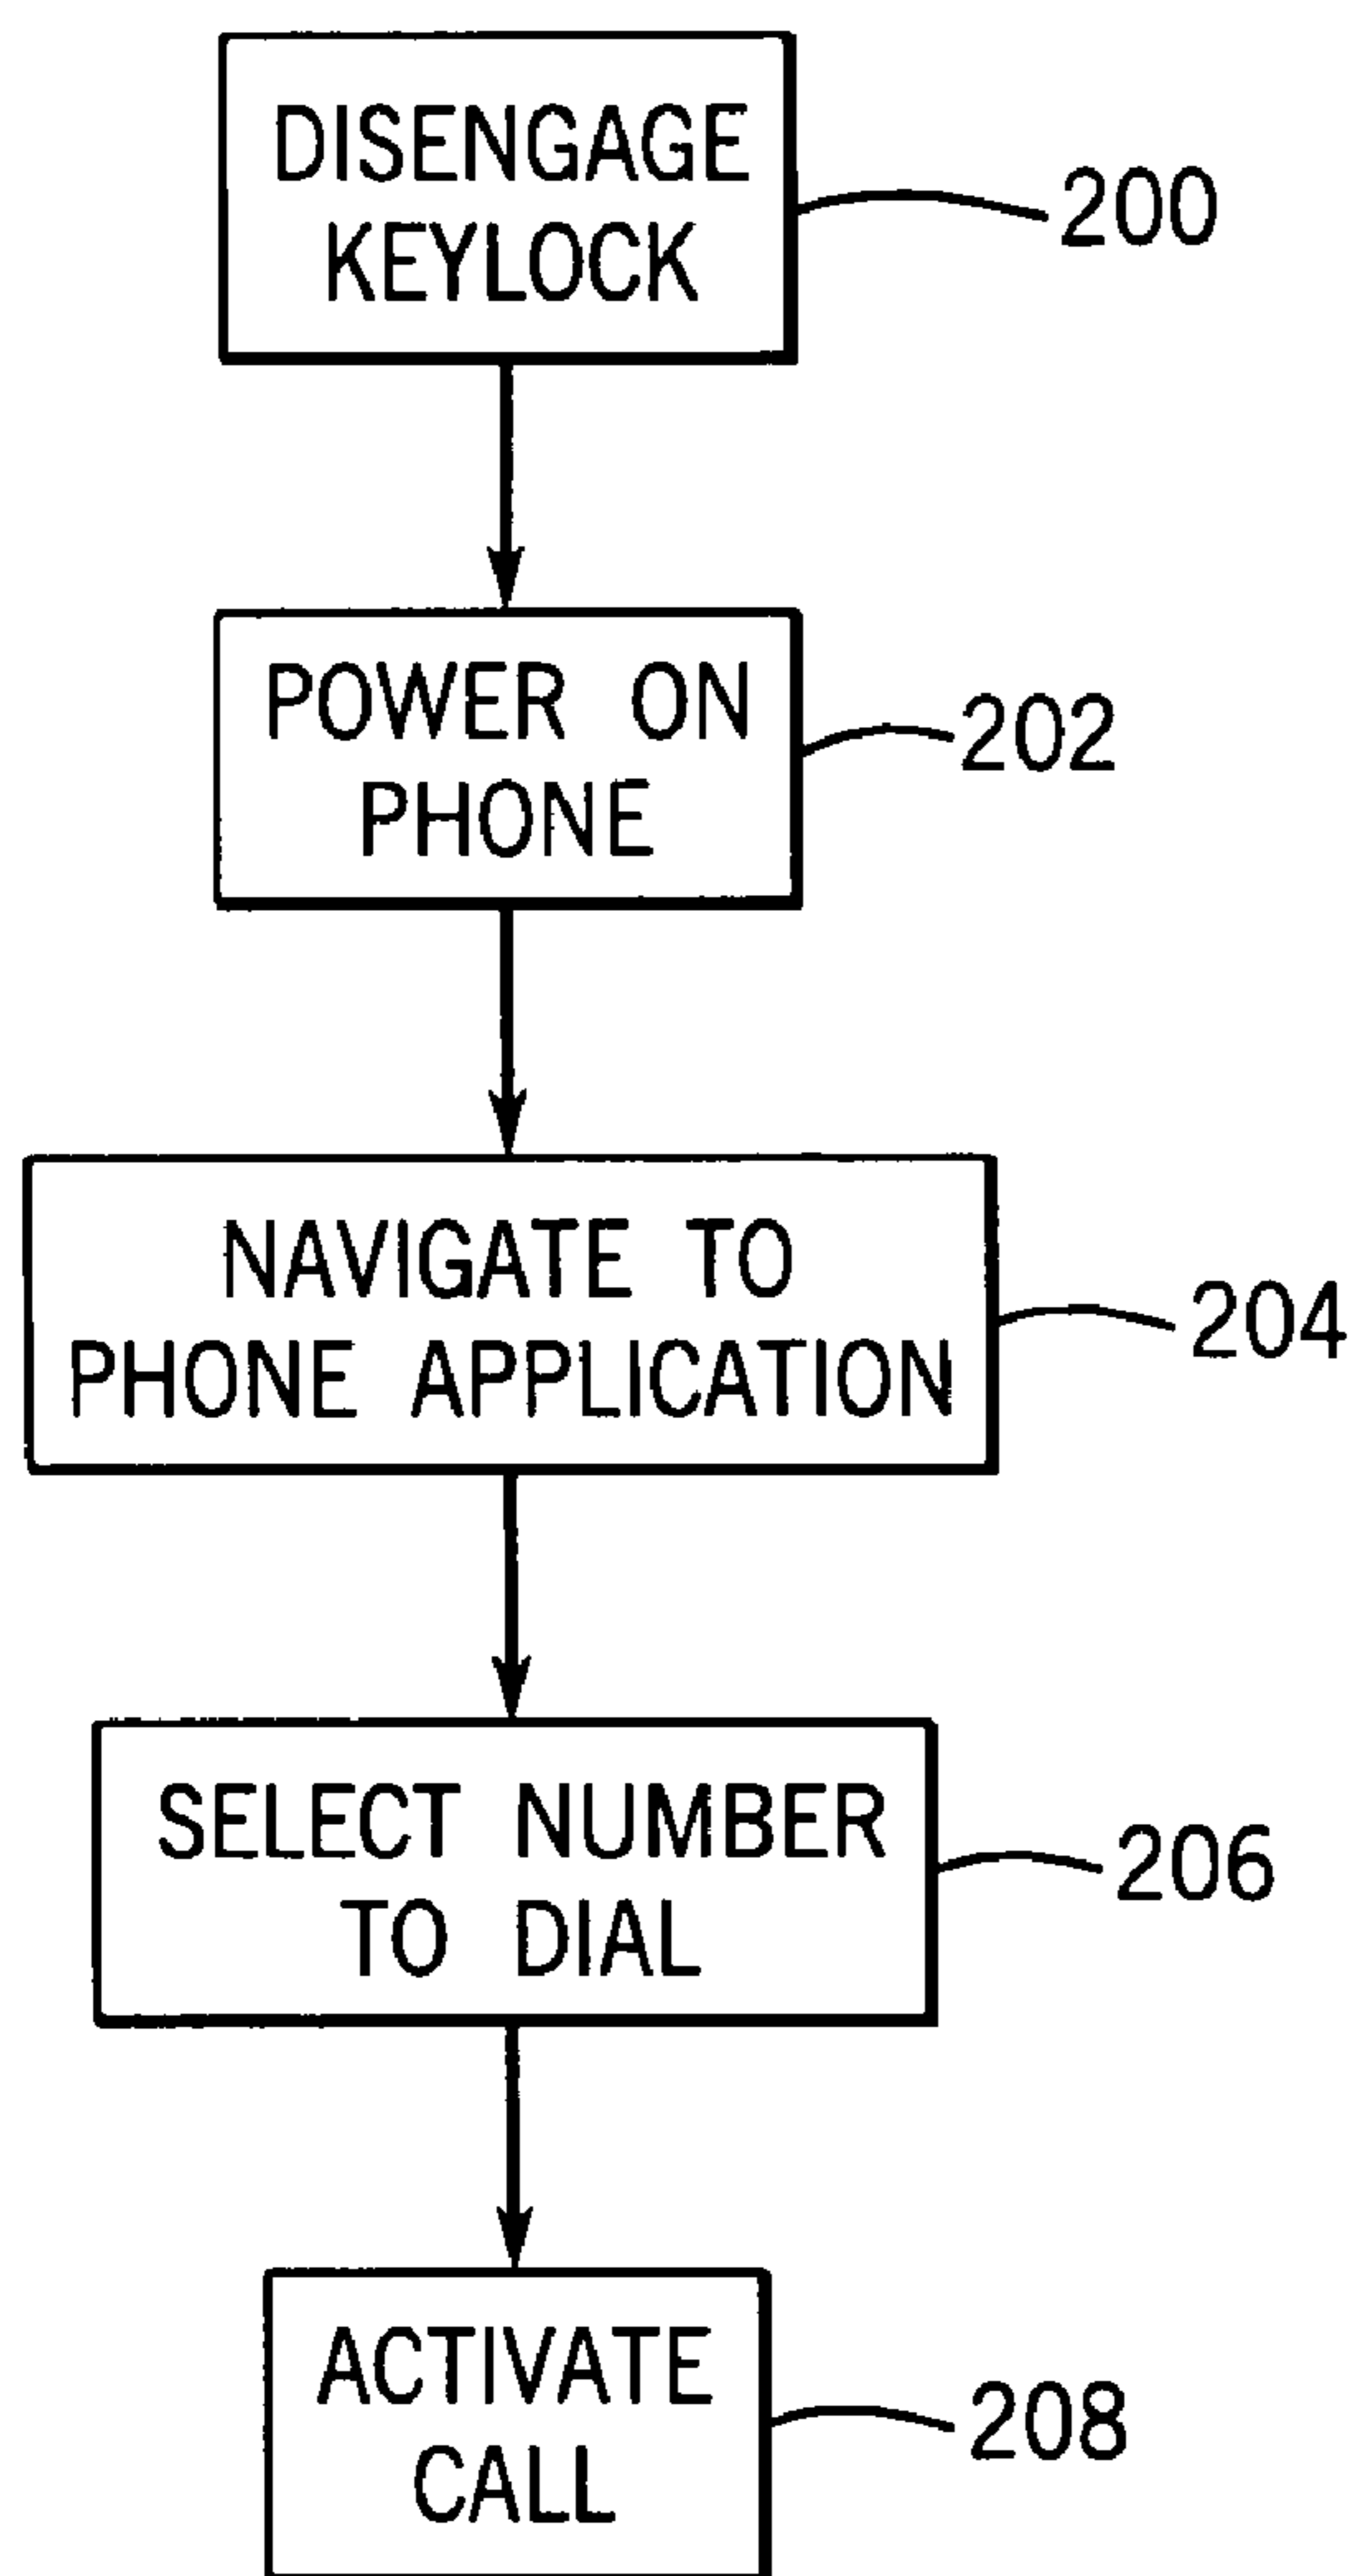 DISENGAGE
KEYLOCK
200
POWER ON
PHONE
202
NAVIGATE TO
PHONE APPLICATION
204
SELECT NUMBER
TO DIAL
206
ACTIVATE
CALL
208